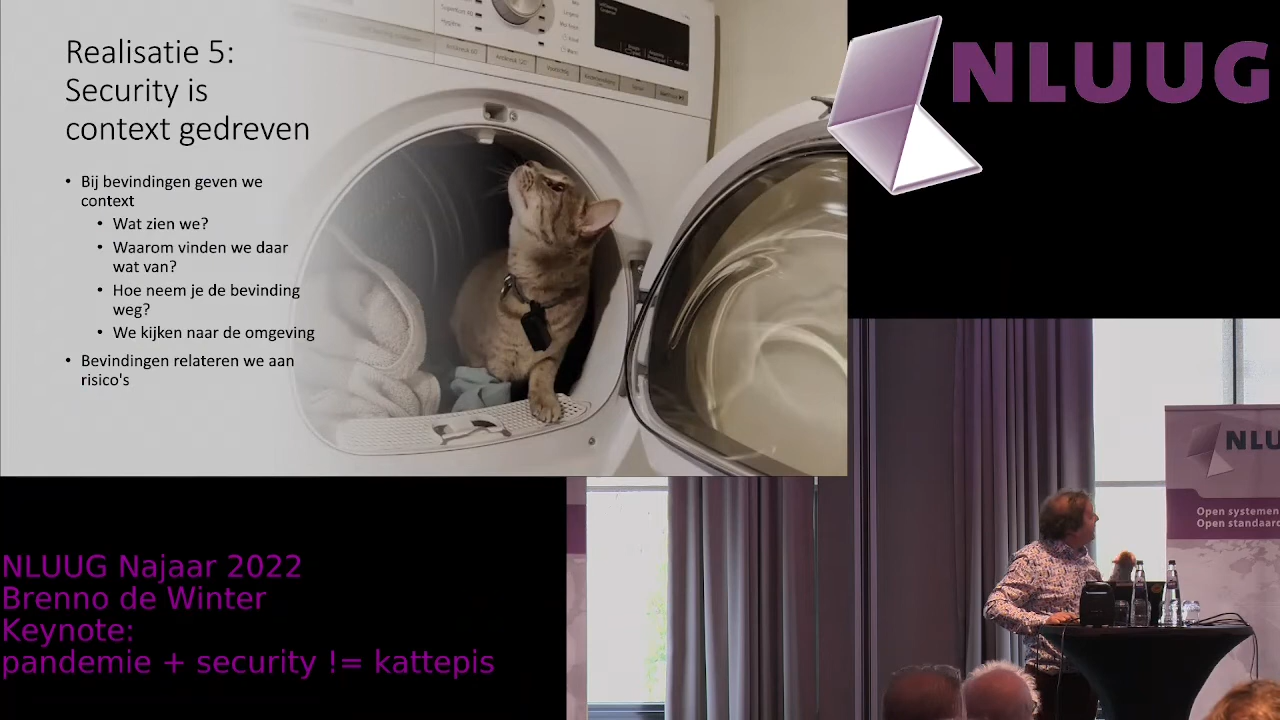 Realisatie 5:
Security is
context gedreven
• Bij bevindingen geven we
context
• Wat zien we?
• Waarom vinden we daar
wat van?
• Hoe neem je de bevinding
weg?
• We kijken naar de omgeving
• Bevindingen relateren we aan
risico's
NLUUG
NLUUG Najaar 2022
Brenno de Winter
Keynote:
pandemie + security != kattepis
NLU
Open systemen
Open standaar